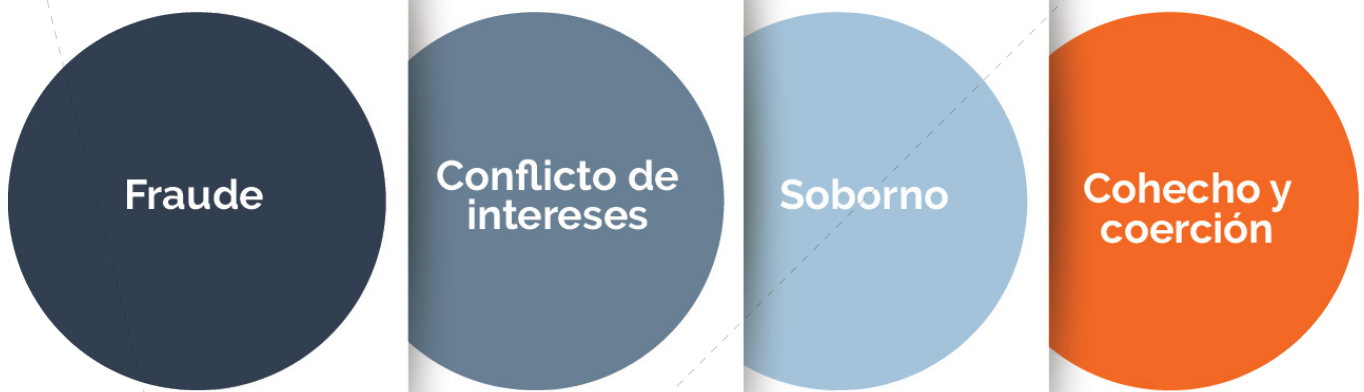 Fraude
Conflicto de
intereses
Soborno
Cohecho y
coerción